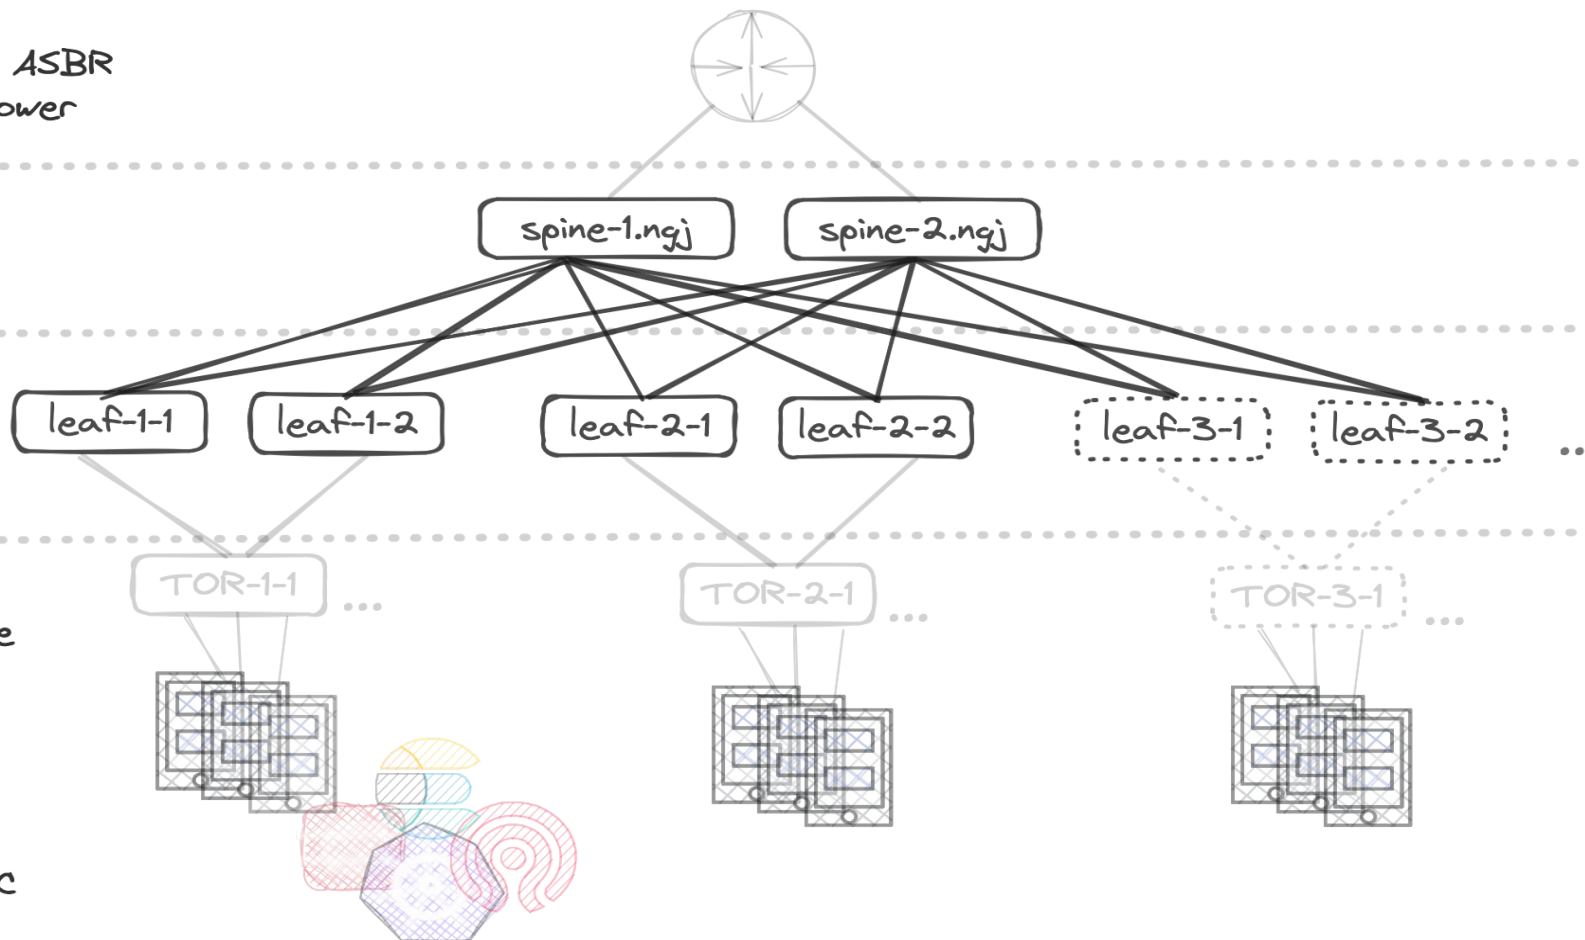 ASBR
ower
spine-1.ngj
spine-2.ngj
leaf-1-1
leaf-1-2
leaf-2-1
leaf-2-2
leaf-3-1
leaf-3-2
..
TOR-1-1
...
TOR-2-1
...
TOR-3-1
...
e
c